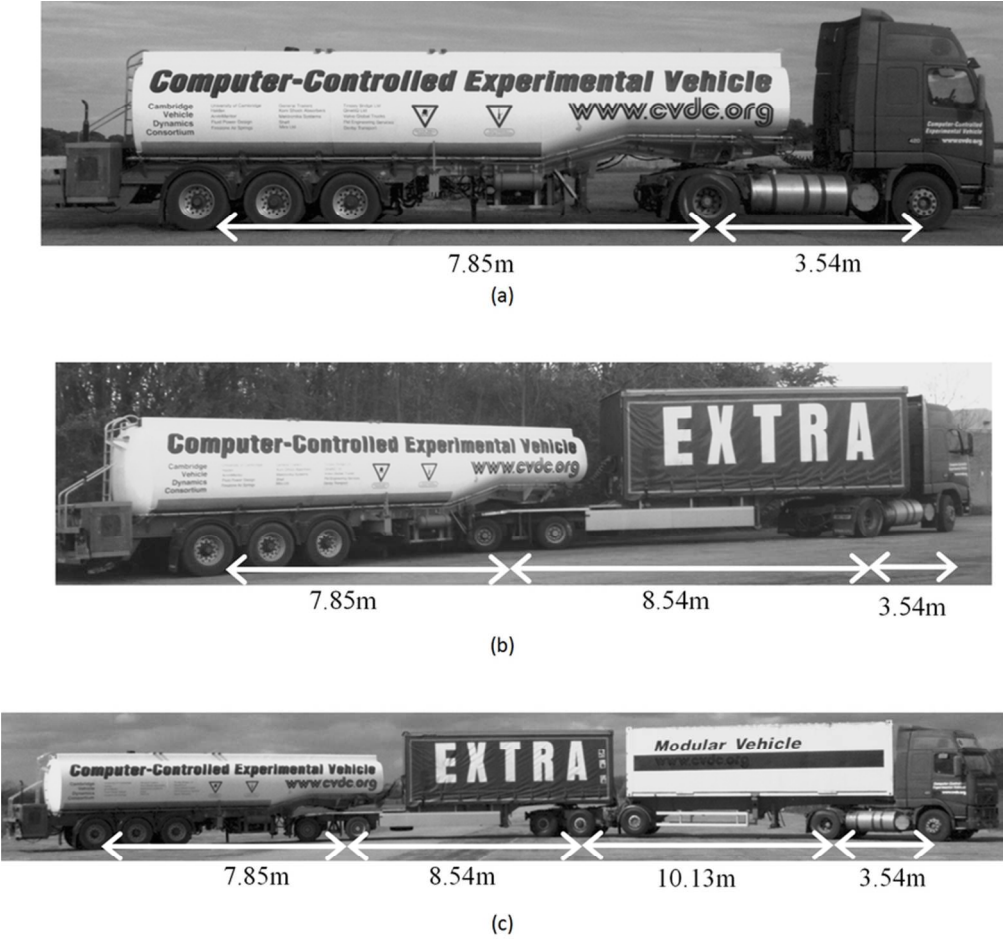 Computer-Controlled Experimental Vehicle
www.cvdc.org
Cambridge
Vehicle
Dynamics
Consortium
Computer-Controlled
Experimental Vehicle
www.cvdc.org
7.85m
3.54m
(a)
EXTRA
Computer-Controlled Experimental Vehicle
www.cvdc.org
Cambridge
Vehicle
Dynamics
Consortium
7.85m
8.54m
3.54m
(b)
Modular Vehicle
www.cvdc.org
EXTRA
Computer-Controlled Experimental Vehicle
www.cvdc.org
7.85m
8.54m
10.13m
3.54m
(c)